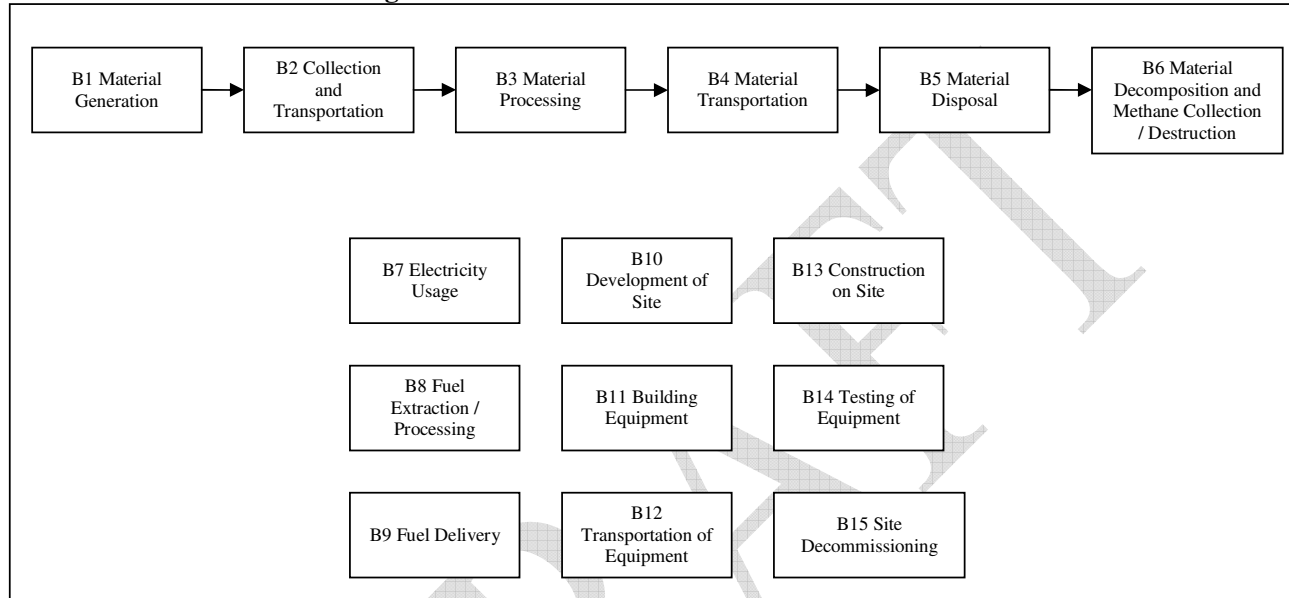 B1 Material
Generation
B2 Collection
and
Transportation
B3 Material
Processing
B4 Material
Transportation
B5 Material
Disposal
B6 Material
Decomposition and
Methane Collection
/ Destruction
B7 Electricity
Usage
B10
Development of
Site
B13 Construction
on Site
B8 Fuel
Extraction /
Processing
B11 Building
Equipment
B14 Testing of
Equipment
B9 Fuel Delivery
B12
Transportation of
Equipment
B15 Site
Decommissioning
DRAFT